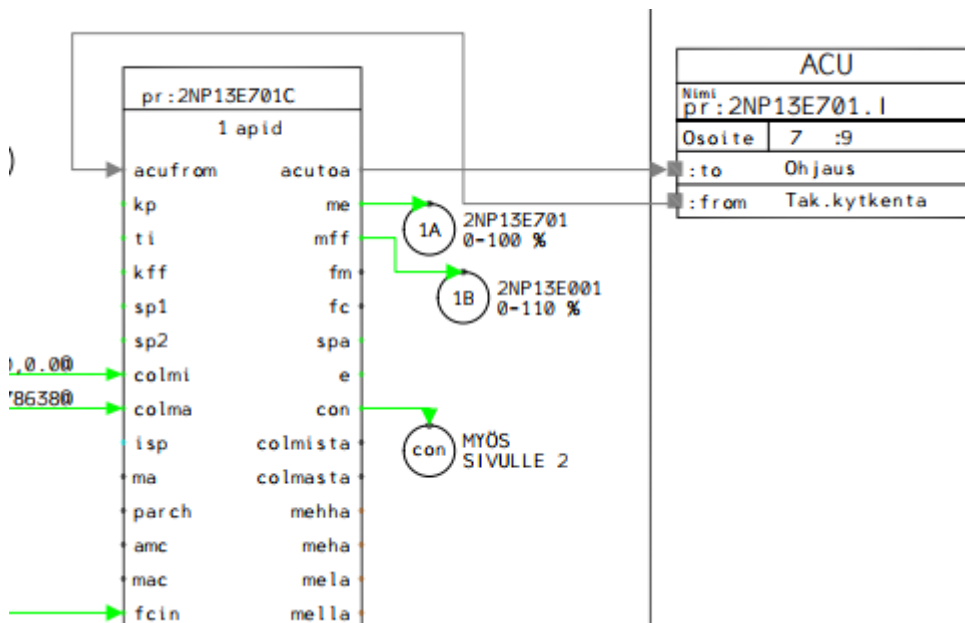 ACU
Nimi
pr:2NP13E701.I
Osoite 7 :9
:to Ohjaus
:from Tak.kytkenta
pr:2NP13E701C
1 apid
acufrom acutoa
kp me
ti mff
kff fm
sp1 fc
sp2 spa
colmi e
colma con
isp colmista
ma colmasta
parch mehha
amc meha
mac mela
fcin mella
1A
2NP13E701
0-100 %
1B
2NP13E001
0-110 %
con
MYÖS
SIVULLE 2
),0.0@
78638@
)